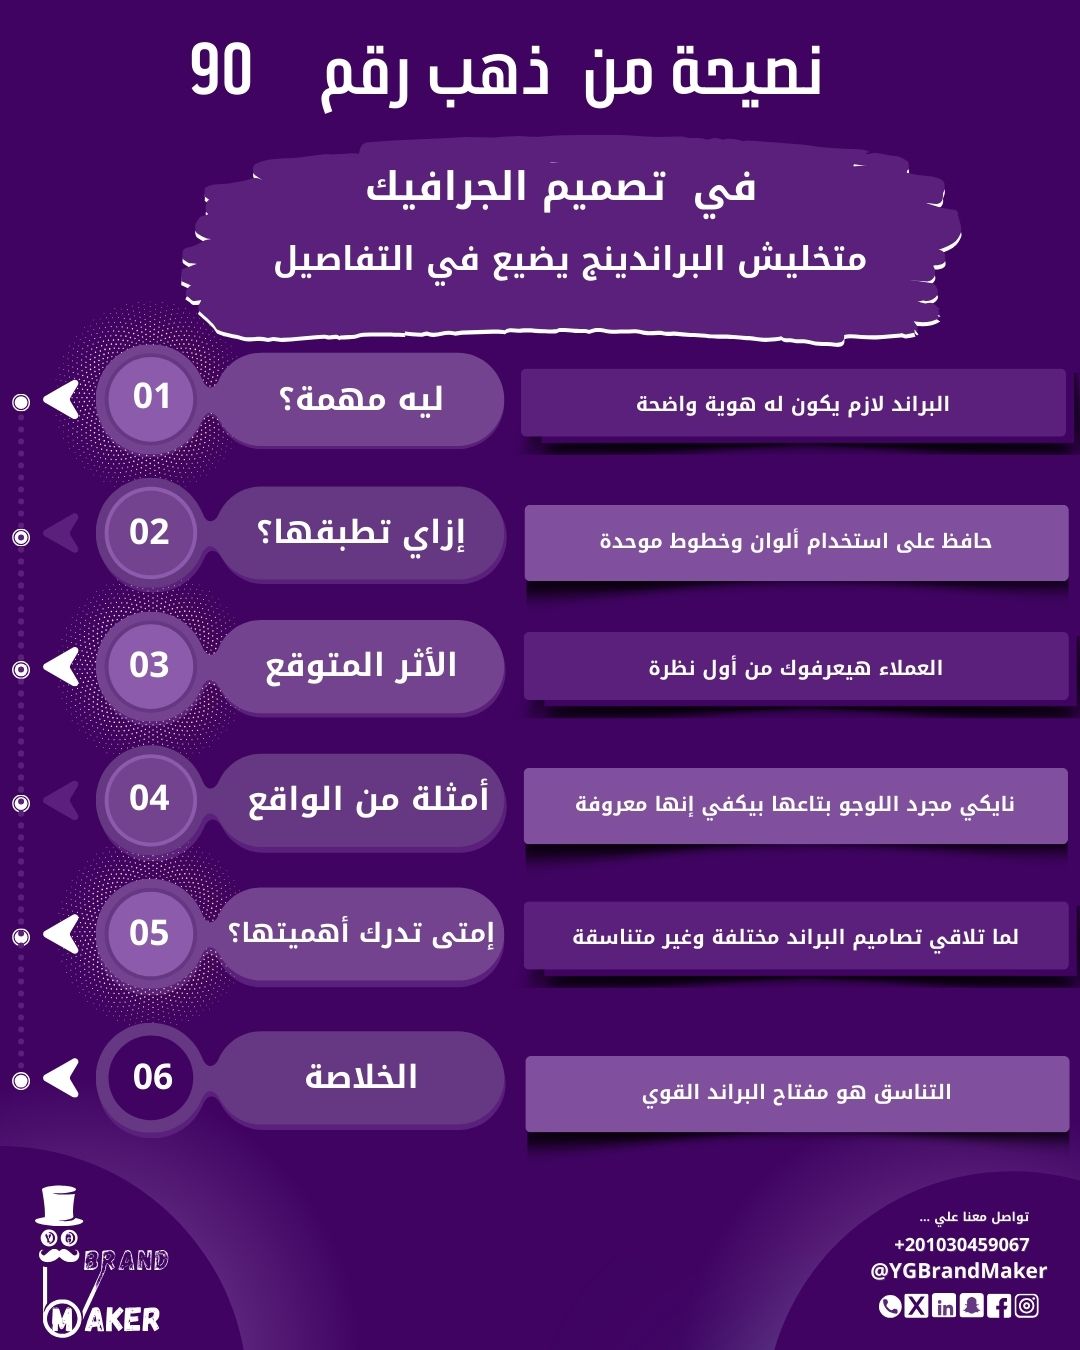 نصيحة من ذهب رقم 90
في تصميم الجرافيك
متخليش البراندينج يضيع في التفاصيل
01
ليه مهمة؟
البراند لازم يكون له هوية واضحة
02
إزاي تطبقها؟
حافظ على استخدام ألوان وخطوط موحدة
03
الأثر المتوقع
العملاء هيعرفوك من أول نظرة
04
أمثلة من الواقع
نايكي مجرد اللوجو بتاعها بيكفي إنها معروفة
05
إمتى تدرك أهميتها؟
لما تلاقي تصاميم البراند مختلفة وغير متناسقة
06
الخلاصة
التناسق هو مفتاح البراند القوي
BRAND
MAKER
تواصل معنا علي ...
+201030459067
@YGBrandMaker